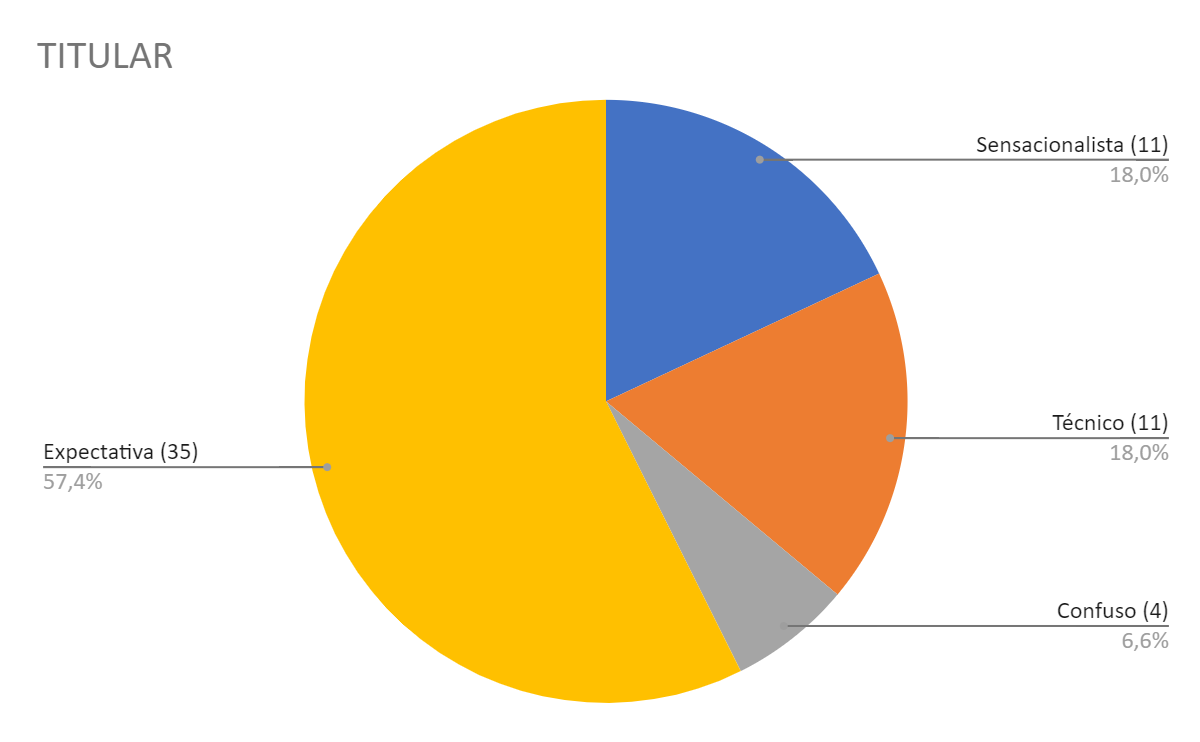 TITULAR
Sensacionalista (11)
18,0%
Técnico (11)
18,0%
Expectativa (35)
57,4%
Confuso (4)
6,6%